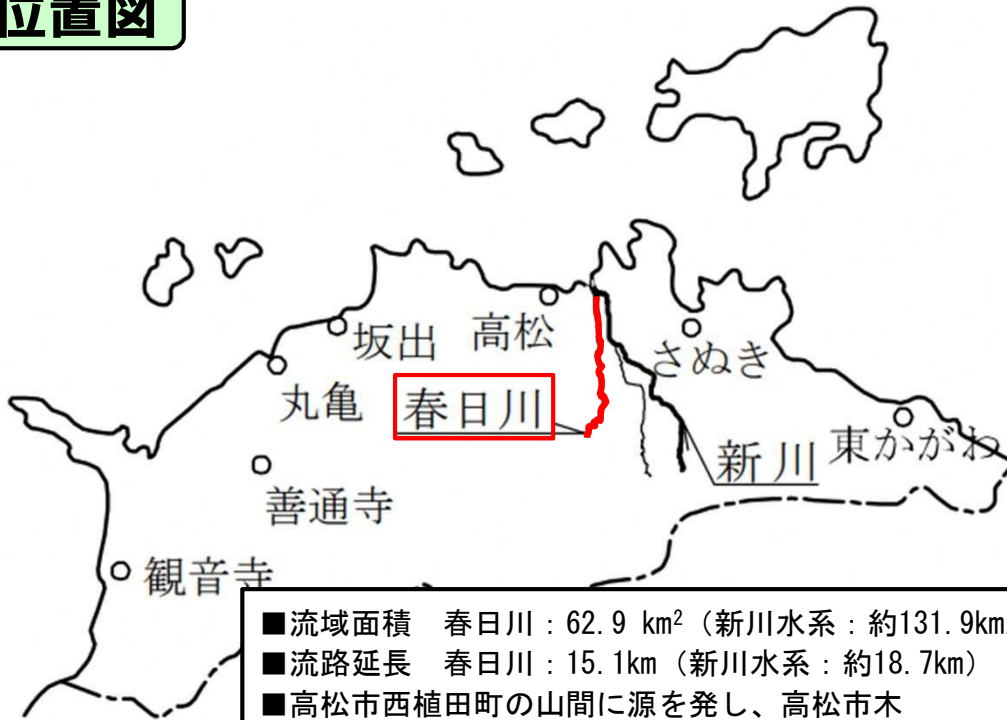 位置図
坂出
高松
さぬき
丸亀
春日川
新川
東かがわ
善通寺
観音寺
■流域面積　春日川：62.9 km²（新川水系：約131.9km
■流路延長　春日川：15.1km（新川水系：約18.7km）
■高松市西植田町の山間に源を発し、高松市木